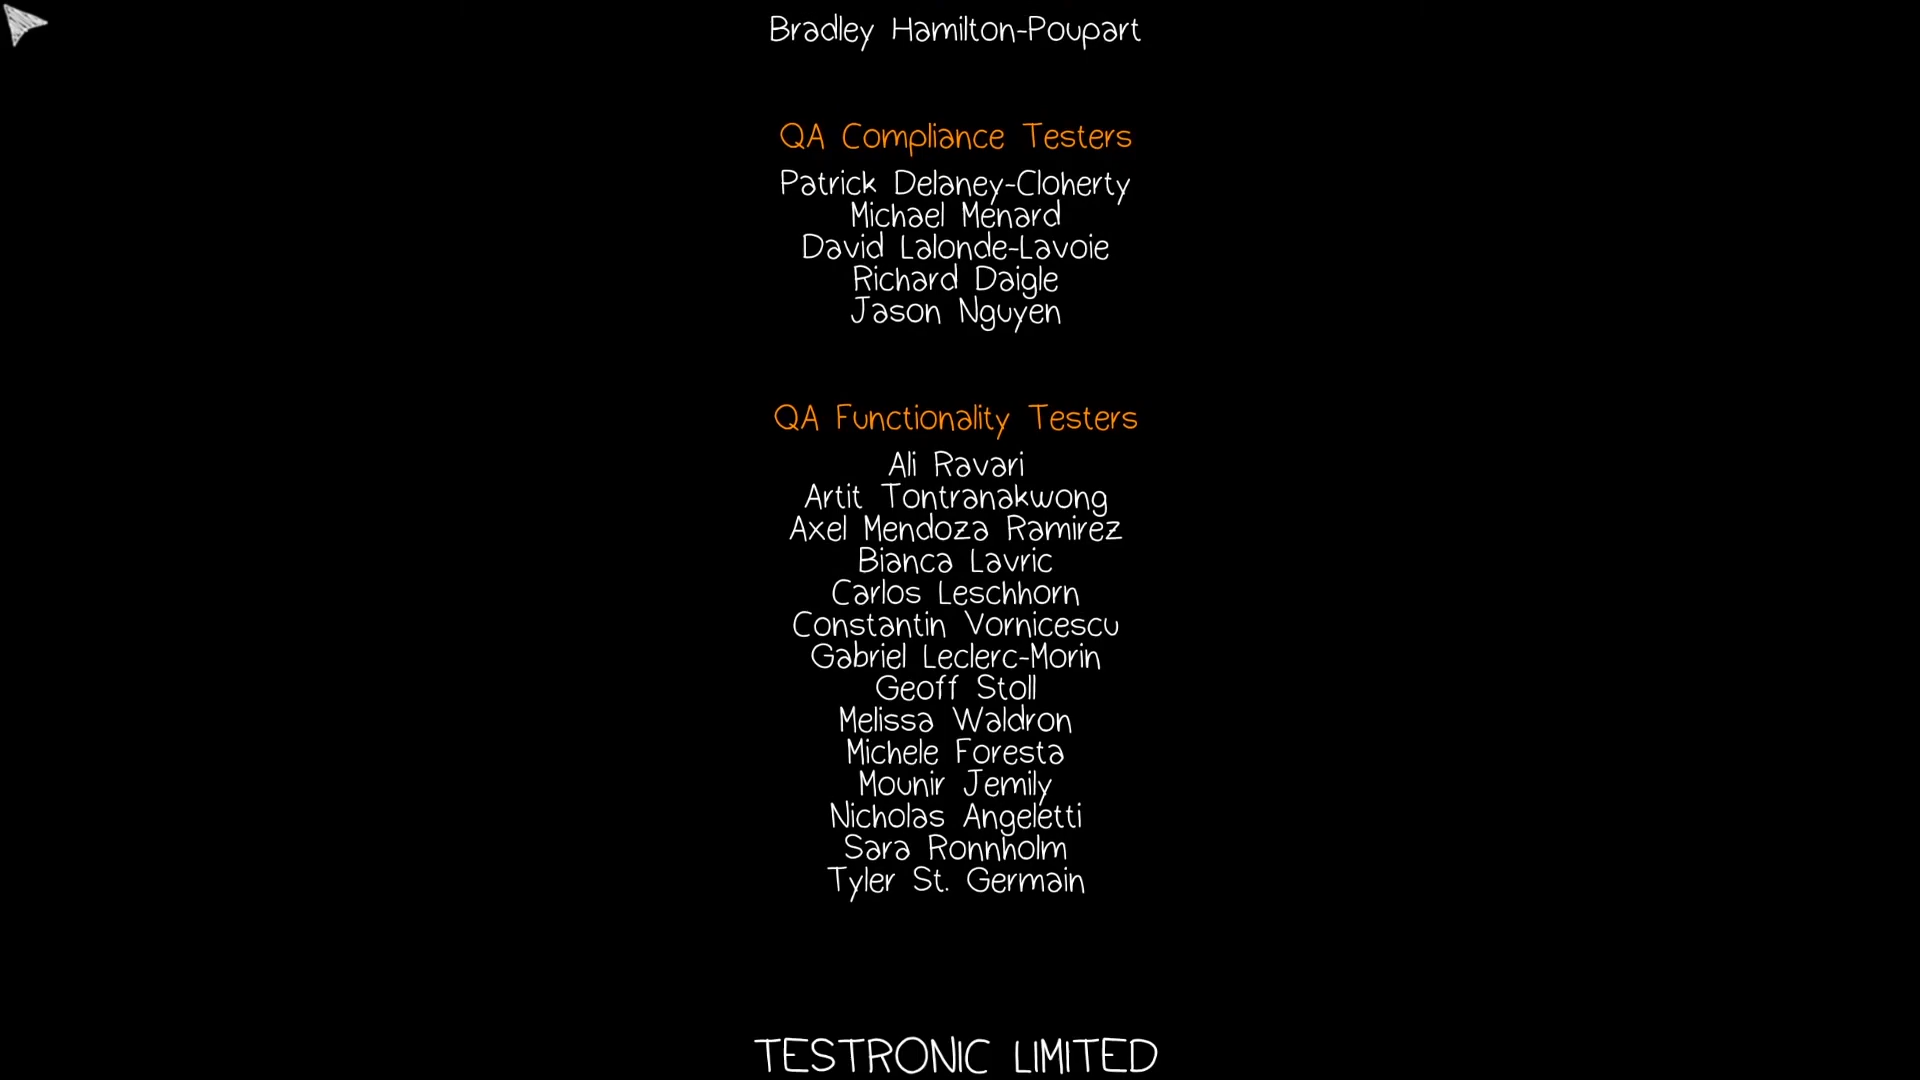 Bradley Hamilton-Poupart
QA Compliance Testers
Patrick Delaney-Cloherty
Michael Menard
David Lalonde-Lavoie
Richard Daigle
Jason Nguyen
QA Functionality Testers
Ali Ravari
Artit Tontranakwong
Axel Mendoza Ramirez
Bianca Lavric
Carlos Leschhorn
Constantin Vornicescu
Gabriel Leclerc-Morin
Geoff Stoll
Melissa Waldron
Michele Foresta
Mounir Jemily
Nicholas Angeletti
Sara Ronnholm
Tyler St. Germain
TESTRONIC LIMITED